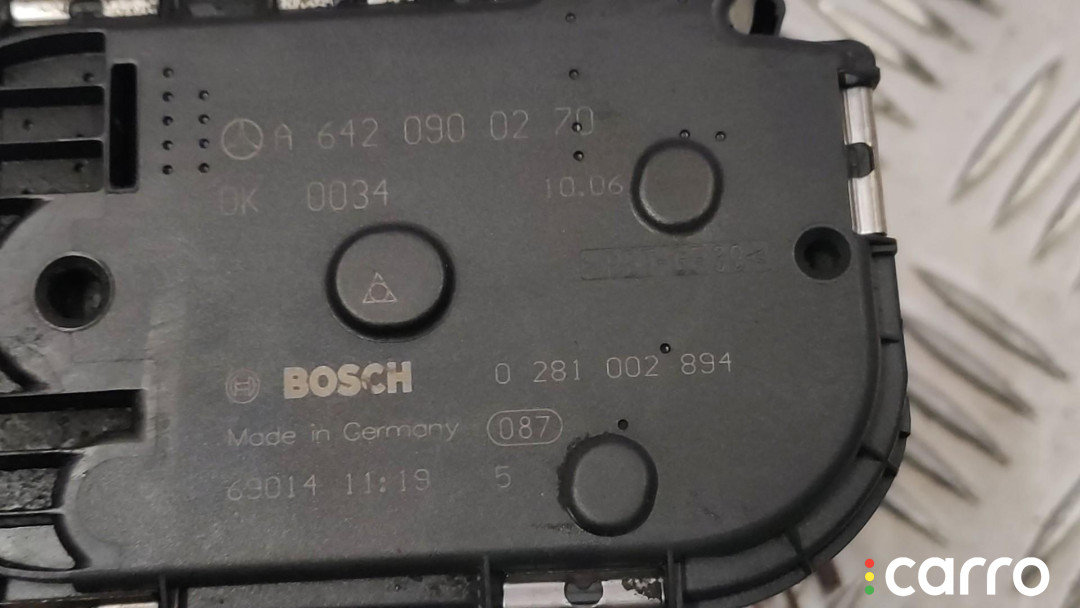 A 642 090 02 70
OK 0034 10.06
BOSCH 0 281 002 894
Made in Germany 087
69014 11:19 5
carro